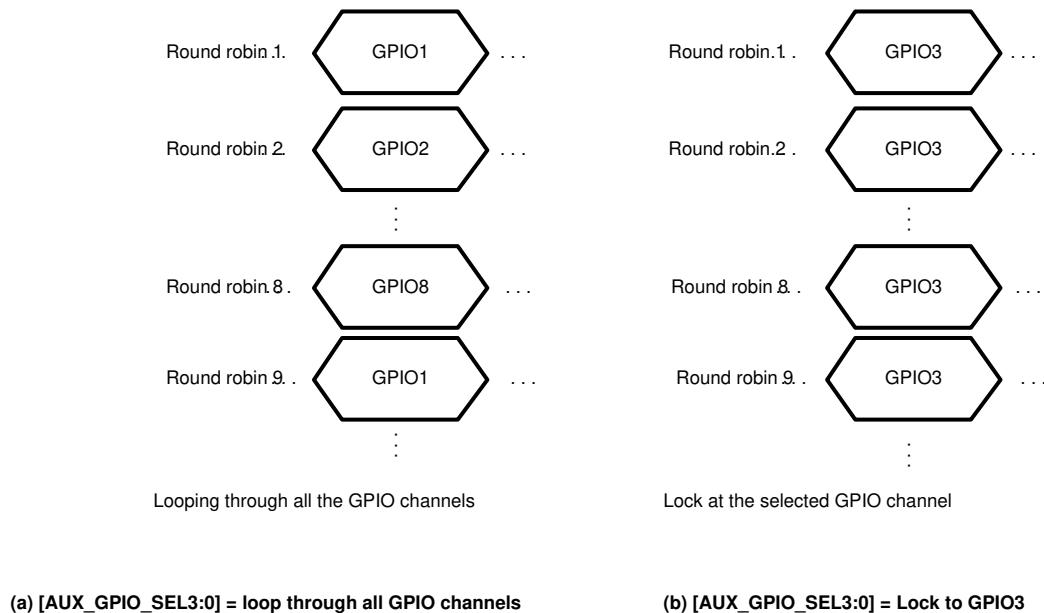 Round robin 1. . . GPIO1 . . .
Round robin 2. . . GPIO2 . . .
Round robin 8 . . . GPIO8 . . .
Round robin 9. . . GPIO1 . . .
Looping through all the GPIO channels
(a) [AUX_GPIO_SEL3:0] = loop through all GPIO channels
Round robin 1. . . GPIO3 . . .
Round robin 2 . . . GPIO3 . . .
Round robin 8. . . GPIO3 . . .
Round robin 9. . . GPIO3 . . .
Lock at the selected GPIO channel
(b) [AUX_GPIO_SEL3:0] = Lock to GPIO3